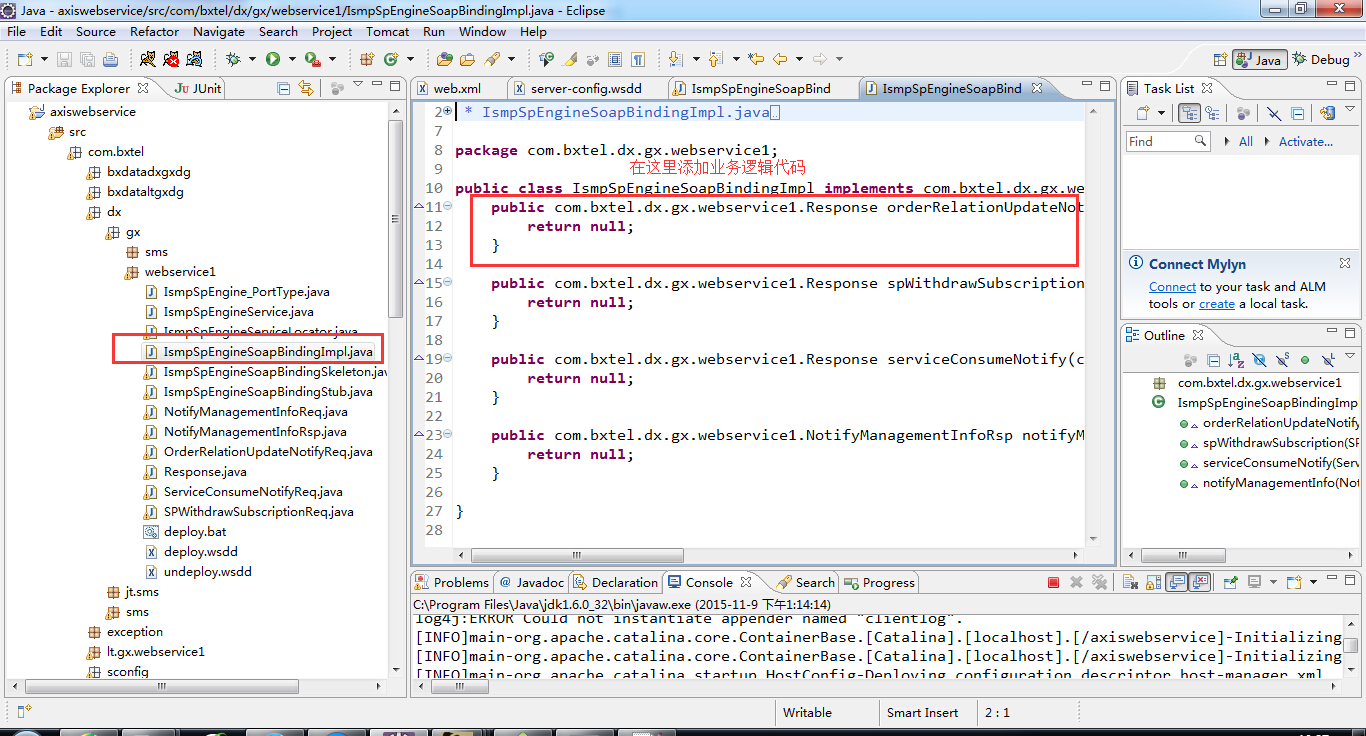 Java - axiswebservice/src/com/bxtel/dx/gx/webservice1/IsmpSpEngineSoapBindingImpl.java - Eclipse
File Edit Source Refactor Navigate Search Project Tomcat Run Window Help
Java Debug
Package Explorer JUnit
axiswebservice
src
com.bxtel
bxdatadxgxdg
bxdataltgxdg
dx
gx
sms
webservice1
IsmpSpEngine_PortType.java
IsmpSpEngineService.java
IsmpSpEngineServiceLocator.java
IsmpSpEngineSoapBindingImpl.java
IsmpSpEngineSoapBindingSkeleton.jav
IsmpSpEngineSoapBindingStub.java
NotifyManagementInfoReq.java
NotifyManagementInfoRsp.java
OrderRelationUpdateNotifyReq.java
Response.java
ServiceConsumeNotifyReq.java
SPWithdrawSubscriptionReq.java
deploy.bat
deploy.wsdd
undeploy.wsdd
jt.sms
sms
exception
lt.gx.webservice1
sconfig
web.xml server-config.wsdd IsmpSpEngineSoapBind IsmpSpEngineSoapBind
2 * IsmpSpEngineSoapBindingImpl.java
7
8 package com.bxtel.dx.gx.webservice1;
9 在这里添加业务逻辑代码
10 public class IsmpSpEngineSoapBindingImpl implements com.bxtel.dx.gx.we
11 public com.bxtel.dx.gx.webservice1.Response orderRelationUpdateNot
12 return null;
13 }
14
15 public com.bxtel.dx.gx.webservice1.Response spWithdrawSubscription
16 return null;
17 }
18
19 public com.bxtel.dx.gx.webservice1.Response serviceConsumeNotify(c
20 return null;
21 }
22
23 public com.bxtel.dx.gx.webservice1.NotifyManagementInfoRsp notifyM
24 return null;
25 }
26
27 }
28
Task List
Find All Activate...
Connect Mylyn
Connect to your task and ALM
tools or create a local task.
Outline
com.bxtel.dx.gx.webservice1
IsmpSpEngineSoapBindingImp
orderRelationUpdateNotify
spWithdrawSubscription(SP
serviceConsumeNotify(Serv
notifyManagementInfo(Not
Problems Javadoc Declaration Console Search Progress
C:\Program Files\Java\jdk1.6.0_32\bin\javaw.exe (2015-11-9 下午1:14:14)
log4j:ERROR Could not instantiate appender named "clientlog".
[INFO]main-org.apache.catalina.core.ContainerBase.[Catalina].[localhost].[/axiswebservice]-Initializing
[INFO]main-org.apache.catalina.core.ContainerBase.[Catalina].[localhost].[/axiswebservice]-Initializing
[INFO]main-org.apache.catalina.startup.HostConfig-Deploying configuration descriptor host-manager.xml
Writable Smart Insert 2 : 1